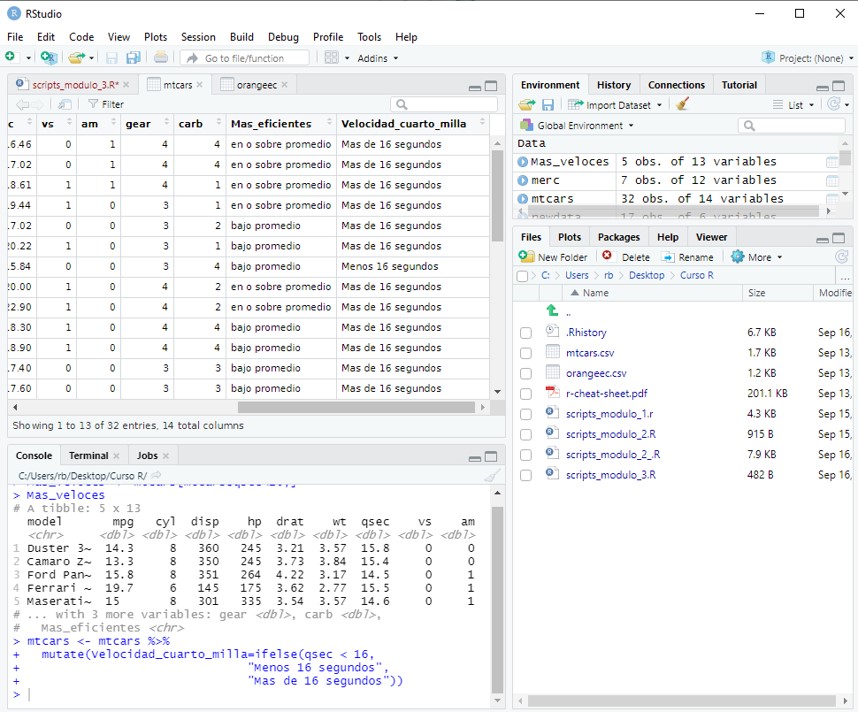 RStudio
File Edit Code View Plots Session Build Debug Profile Tools Help
Go to file/function Addins Project: (None)
scripts_modulo_3.R* mtcars orangeec
Filter
c vs am gear carb Mas_eficientes Velocidad_cuarto_milla
6.46 0 1 4 4 en o sobre promedio Mas de 16 segundos
7.02 0 1 4 4 en o sobre promedio Mas de 16 segundos
8.61 1 1 4 1 en o sobre promedio Mas de 16 segundos
9.44 1 0 3 1 en o sobre promedio Mas de 16 segundos
7.02 0 0 3 2 bajo promedio Mas de 16 segundos
0.22 1 0 3 1 bajo promedio Mas de 16 segundos
5.84 0 0 3 4 bajo promedio Menos 16 segundos
0.00 1 0 4 2 en o sobre promedio Mas de 16 segundos
2.90 1 0 4 2 en o sobre promedio Mas de 16 segundos
8.30 1 0 4 4 bajo promedio Mas de 16 segundos
8.90 1 0 4 4 bajo promedio Mas de 16 segundos
7.40 0 0 3 3 bajo promedio Mas de 16 segundos
7.60 0 0 3 3 bajo promedio Mas de 16 segundos
Showing 1 to 13 of 32 entries, 14 total columns
Console Terminal Jobs
C:/Users/rb/Desktop/Curso R/
> Mas_veloces
# A tibble: 5 x 13
model mpg cyl disp hp drat wt qsec vs am
<chr> <dbl> <dbl> <dbl> <dbl> <dbl> <dbl> <dbl> <dbl> <dbl>
1 Duster 3~ 14.3 8 360 245 3.21 3.57 15.8 0 0
2 Camaro Z~ 13.3 8 350 245 3.73 3.84 15.4 0 0
3 Ford Pan~ 15.8 8 351 264 4.22 3.17 14.5 0 1
4 Ferrari ~ 19.7 6 145 175 3.62 2.77 15.5 0 1
5 Maserati~ 15 8 301 335 3.54 3.57 14.6 0 1
# ... with 3 more variables: gear <dbl>, carb <dbl>,
# Mas_eficientes <chr>
> mtcars <- mtcars %>%
+ mutate(Velocidad_cuarto_milla=ifelse(qsec < 16,
+ "Menos 16 segundos",
+ "Mas de 16 segundos"))
>
Environment History Connections Tutorial
Import Dataset List
Global Environment
Data
Mas_veloces 5 obs. of 13 variables
merc 7 obs. of 12 variables
mtcars 32 obs. of 14 variables
newdata 17 obs. of 6 variables
Files Plots Packages Help Viewer
New Folder Delete Rename More
C: Users rb Desktop Curso R ...
Name Size Modifie
..
.Rhistory 6.7 KB Sep 16,
mtcars.csv 1.7 KB Sep 13,
orangeec.csv 1.2 KB Sep 13,
r-cheat-sheet.pdf 201.1 KB Sep 13,
scripts_modulo_1.r 4.3 KB Sep 15,
scripts_modulo_2.R 915 B Sep 15,
scripts_modulo_2_.R 7.9 KB Sep 16,
scripts_modulo_3.R 482 B Sep 16,